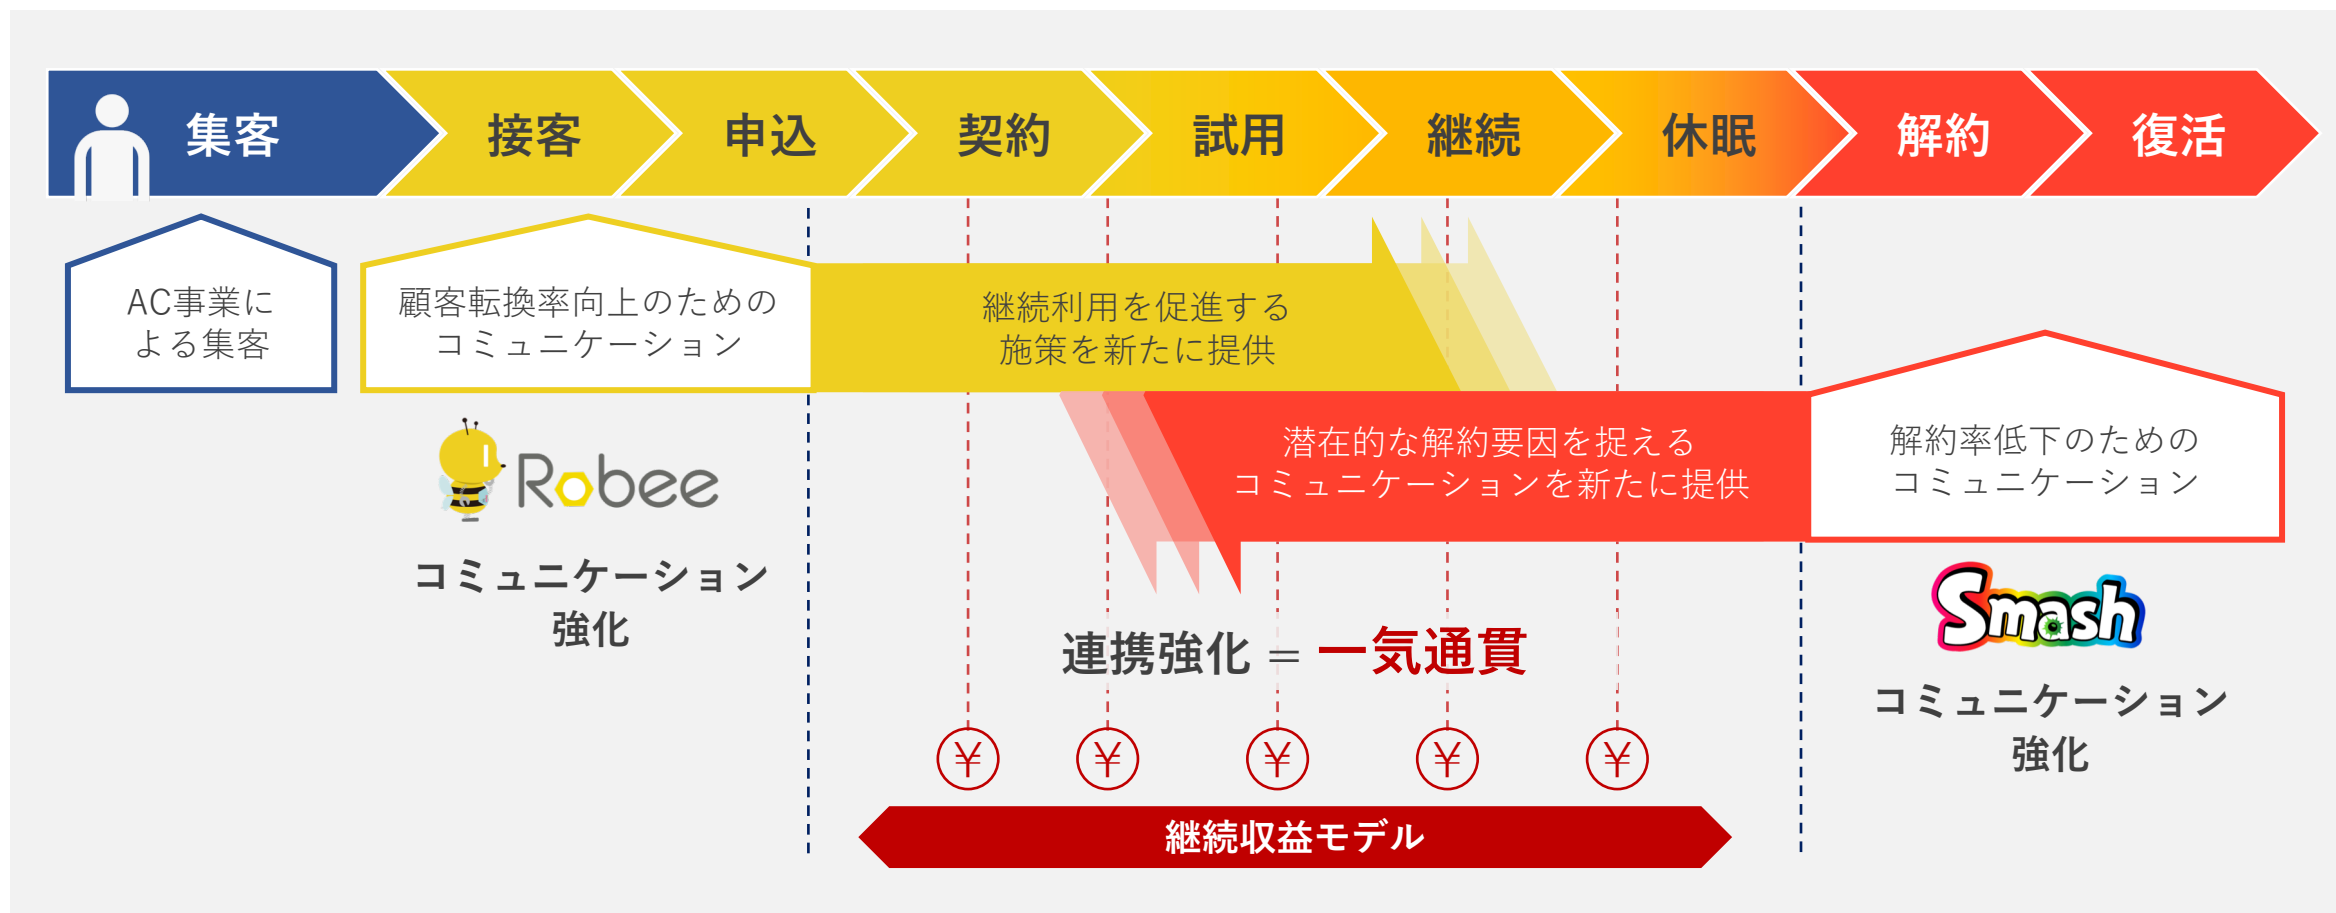 集客
接客
申込
契約
試用
継続
休眠
解約
復活
AC事業に
よる集客
顧客転換率向上のための
コミュニケーション
継続利用を促進する
施策を新たに提供
潜在的な解約要因を捉える
コミュニケーションを新たに提供
解約率低下のための
コミュニケーション
Robee
コミュニケーション
強化
Smash
コミュニケーション
強化
連携強化 = 一気通貫
¥ ¥ ¥ ¥ ¥
継続収益モデル